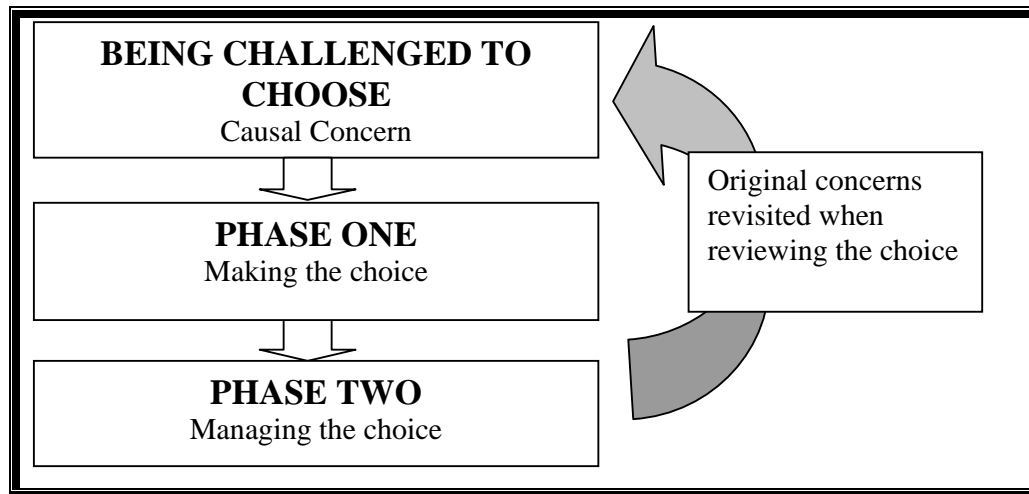 BEING CHALLENGED TO
CHOOSE
Causal Concern
PHASE ONE
Making the choice
PHASE TWO
Managing the choice
Original concerns
revisited when
reviewing the choice